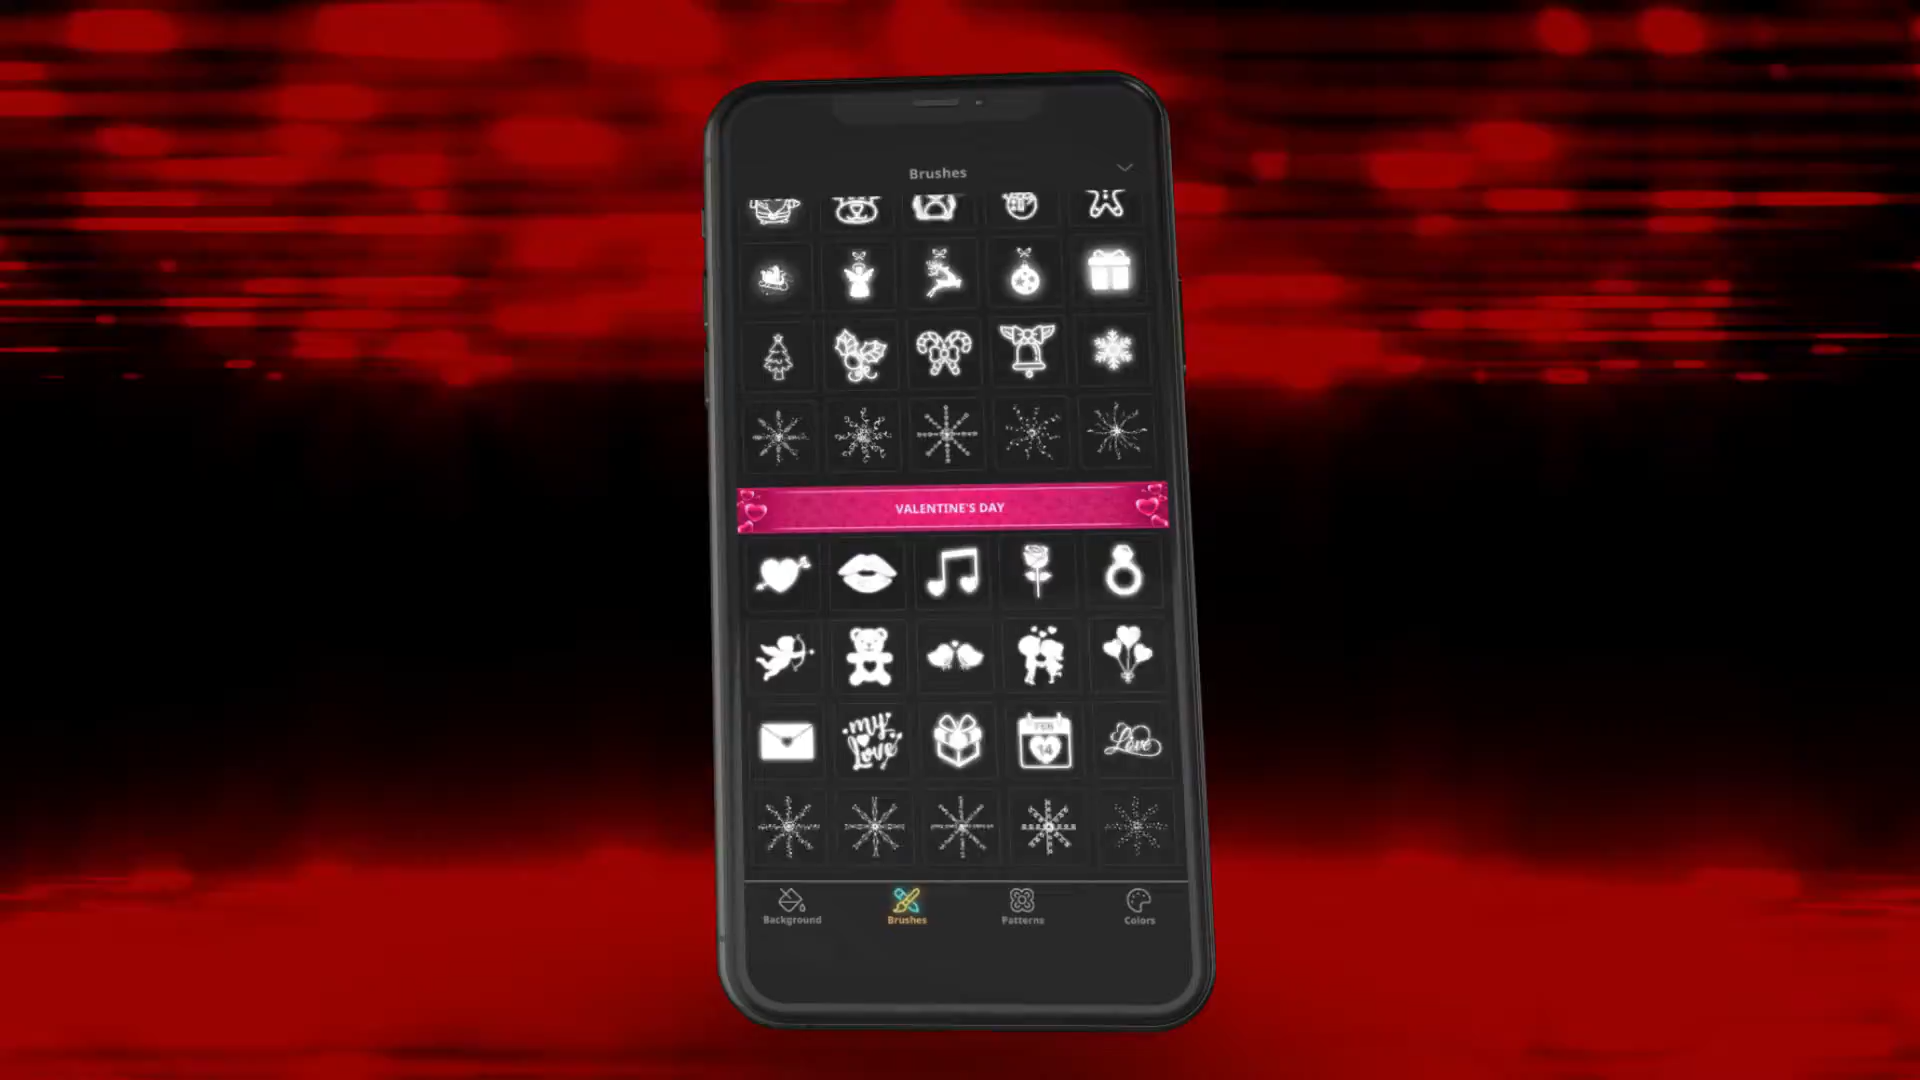 Brushes
VALENTINE'S DAY
my
Love
FEB
14
Love
Background
Brushes
Patterns
Colors